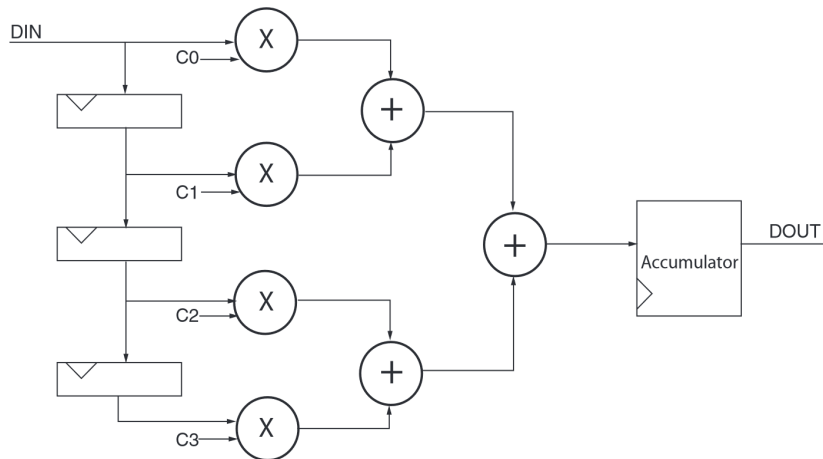 DIN
X
C0
+
X
C1
+
Accumulator
DOUT
X
C2
+
X
C3